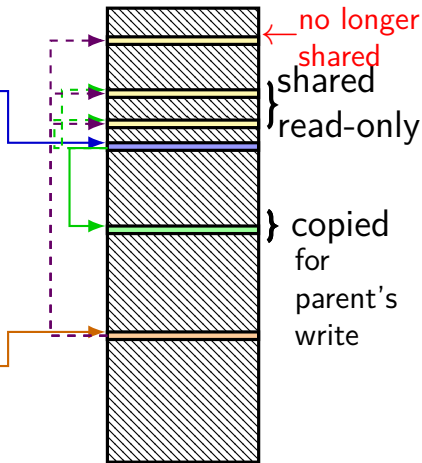 no longer
shared
shared
read-only
copied
for
parent's
write